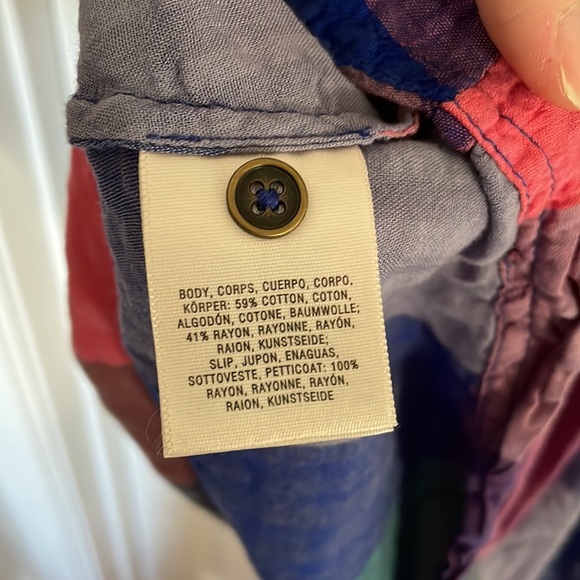 BODY, CORPS, CUERPO, CORPO,
KÖRPER: 59% COTTON, COTON,
ALGODÓN, COTONE, BAUMWOLLE;
41% RAYON, RAYONNE, RAYÓN,
RAION, KUNSTSEIDE;
SLIP, JUPON, ENAGUAS,
SOTTOVESTE, PETTICOAT: 100%
RAYON, RAYONNE, RAYÓN,
RAION, KUNSTSEIDE